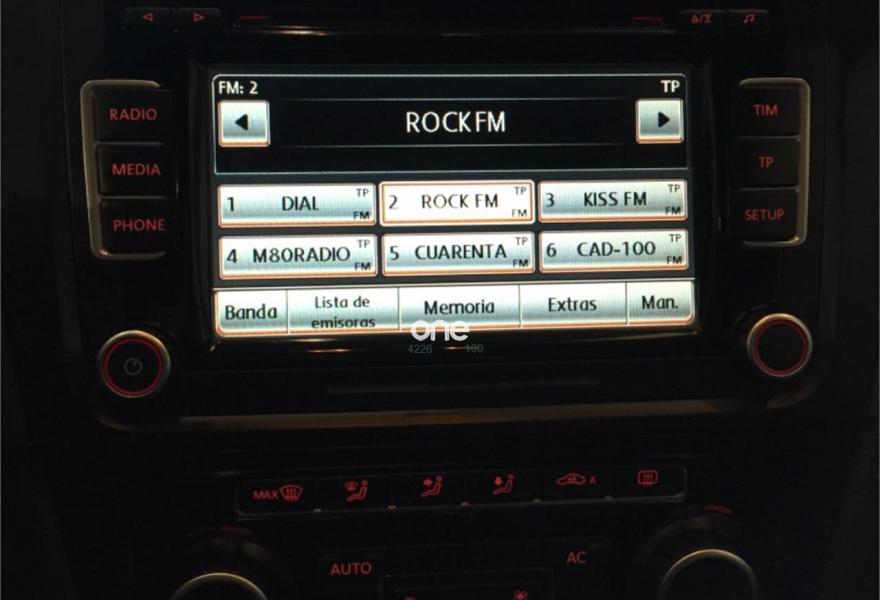 FM: 2 TP
ROCKFM
RADIO
MEDIA
PHONE
TIM
TP
SETUP
1 DIAL TP FM
2 ROCK FM TP FM
3 KISS FM TP FM
4 M80RADIO TP FM
5 CUARENTA TP FM
6 CAD-100 TP FM
Banda
Lista de
emisoras
Memoria
Extras
Man.
one
4226 100
MAX
A
AUTO
AC